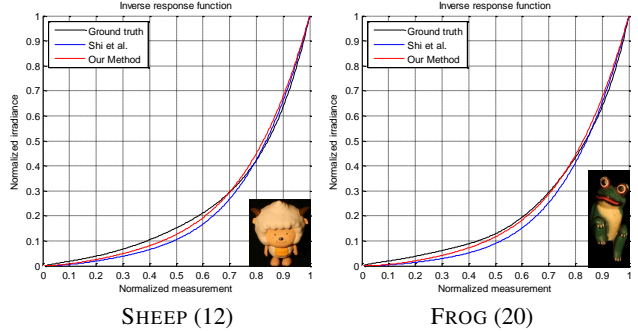 Inverse response function
Ground truth
Shi et al.
Our Method
Normalized irradiance
1
0.9
0.8
0.7
0.6
0.5
0.4
0.3
0.2
0.1
0
0 0.1 0.2 0.3 0.4 0.5 0.6 0.7 0.8 0.9 1
Normalized measurement
SHEEP (12)
Inverse response function
Ground truth
Shi et al.
Our Method
Normalized irradiance
1
0.9
0.8
0.7
0.6
0.5
0.4
0.3
0.2
0.1
0
0 0.1 0.2 0.3 0.4 0.5 0.6 0.7 0.8 0.9 1
Normalized measurement
FROG (20)